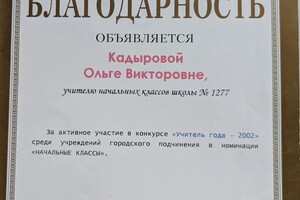 БЛАГОДАРНОСТЬ
ОБЪЯВЛЯЕТСЯ
Кадыровой
Ольге Викторовне,
учителю начальных классов школы № 1277
За активное участие в конкурсе «Учитель года – 2002»
среди учреждений городского подчинения в номинации
«НАЧАЛЬНЫЕ КЛАССЫ».